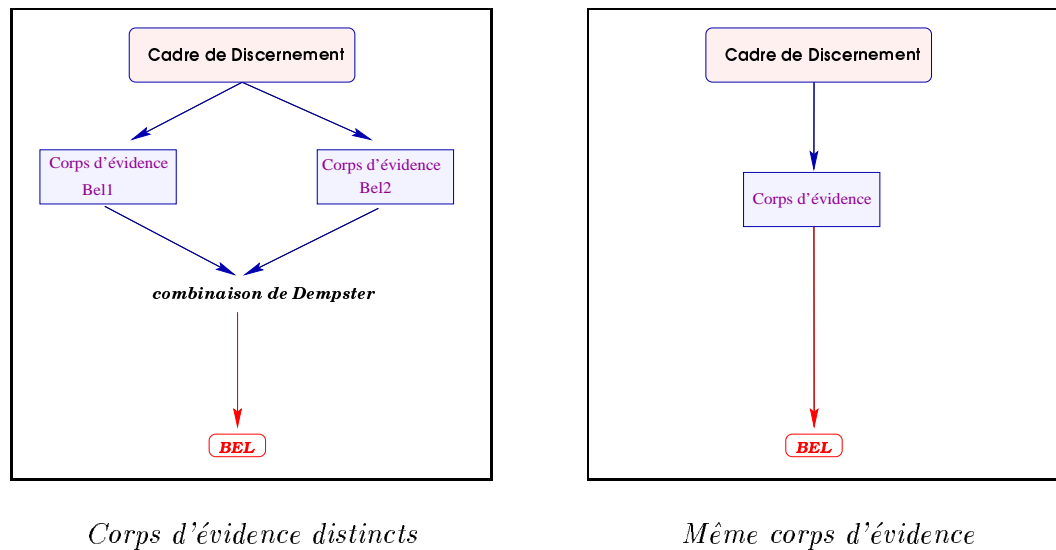 Cadre de Discernement
Corps d'évidence
Bel1
Corps d'évidence
Bel2
combinaison de Dempster
BEL
Corps d'évidence distincts
Cadre de Discernement
Corps d'évidence
BEL
Même corps d'évidence